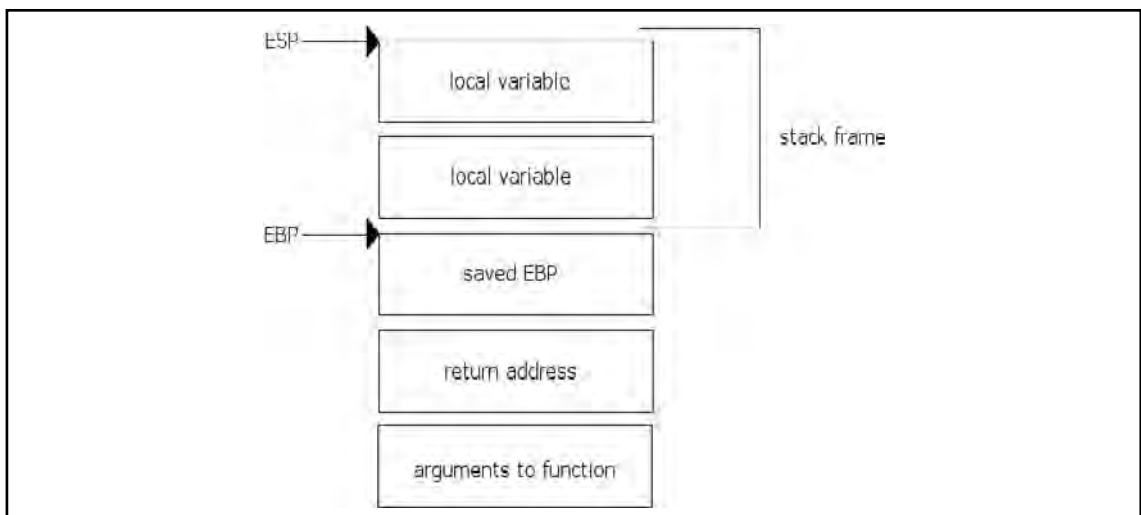 ESP
local variable
stack frame
local variable
EBP
saved EBP
return address
arguments to function